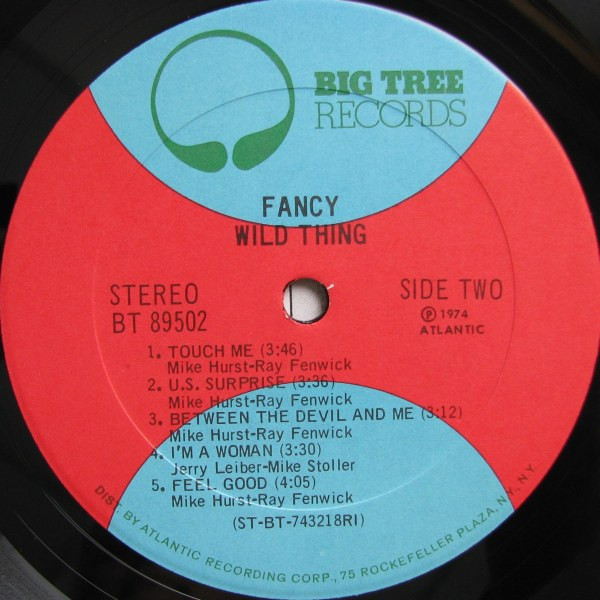 BIG TREE
RECORDS
FANCY
WILD THING
STEREO
BT 89502
SIDE TWO
Ⓟ 1974
ATLANTIC
1. TOUCH ME (3:46)
Mike Hurst-Ray Fenwick
2. U.S. SURPRISE (3:36)
Mike Hurst-Ray Fenwick
3. BETWEEN THE DEVIL AND ME (3:12)
Mike Hurst-Ray Fenwick
4. I'M A WOMAN (3:30)
Jerry Leiber-Mike Stoller
5. FEEL GOOD (4:05)
Mike Hurst-Ray Fenwick
(ST-BT-743218RI)
DIST. BY ATLANTIC RECORDING CORP., 75 ROCKEFELLER PLAZA, N.Y. N.Y.